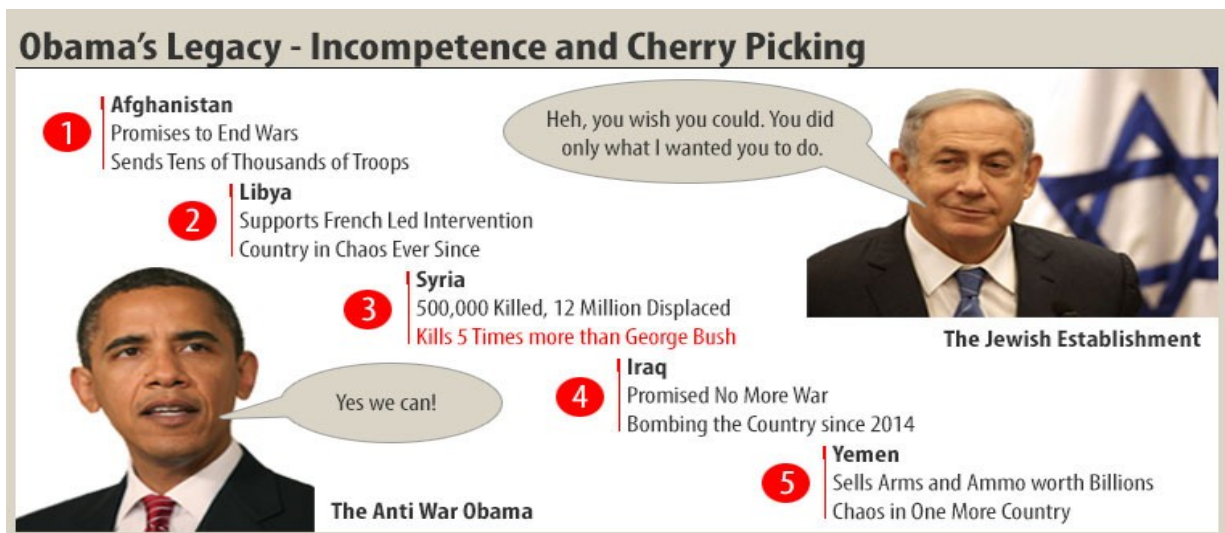 Obama's Legacy - Incompetence and Cherry Picking
1
Afghanistan
Promises to End Wars
Sends Tens of Thousands of Troops
Heh, you wish you could. You did
only what I wanted you to do.
2
Libya
Supports French Led Intervention
Country in Chaos Ever Since
3
Syria
500,000 Killed, 12 Million Displaced
Kills 5 Times more than George Bush
The Jewish Establishment
4
Iraq
Promised No More War
Bombing the Country since 2014
Yes we can!
5
Yemen
Sells Arms and Ammo worth Billions
Chaos in One More Country
The Anti War Obama